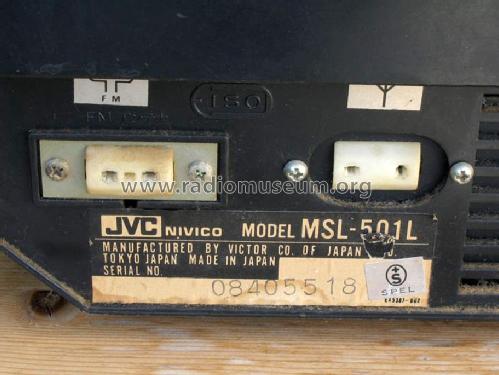 FM
ISO
www.radiomuseum.org
JVC NIVICO MODEL MSL-501L
MANUFACTURED BY VICTOR CO. OF JAPAN
TOKYO JAPAN MADE IN JAPAN
SERIAL NO.
08405518
S
SPEL